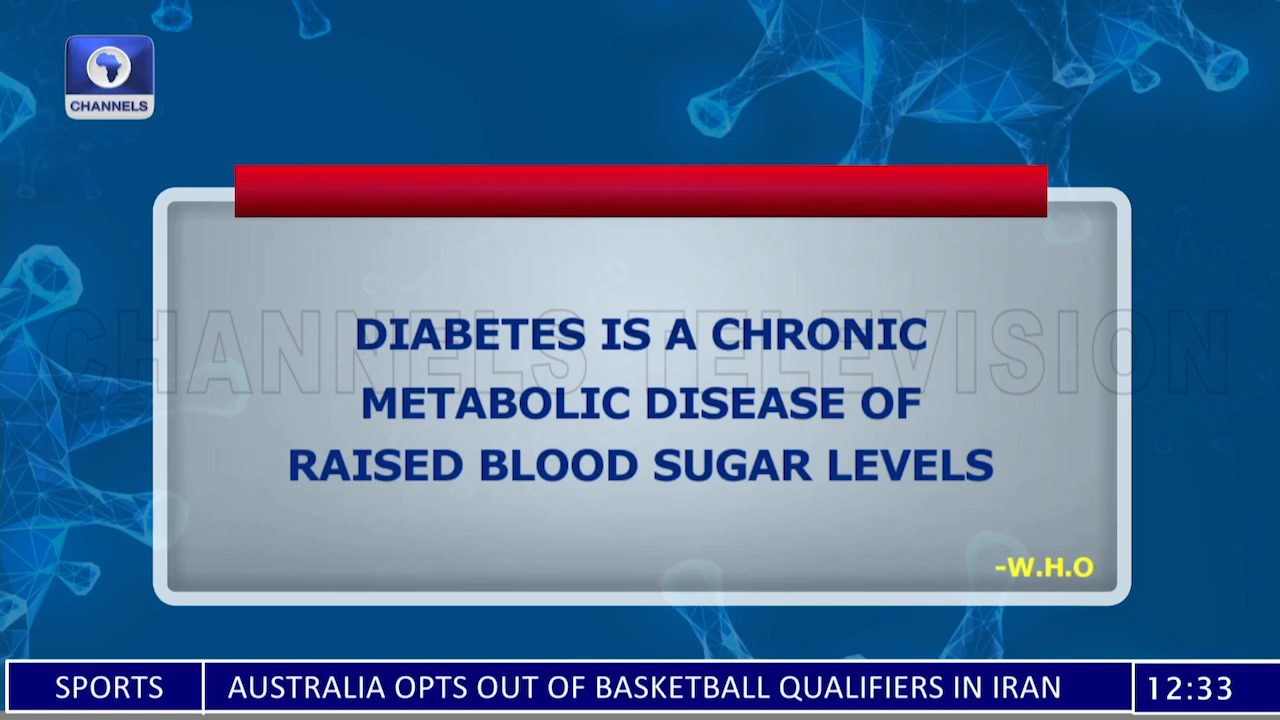 CHANNELS
CHANNELS TELEVISION
DIABETES IS A CHRONIC
METABOLIC DISEASE OF
RAISED BLOOD SUGAR LEVELS
-W.H.O
SPORTS
AUSTRALIA OPTS OUT OF BASKETBALL QUALIFIERS IN IRAN
12:33